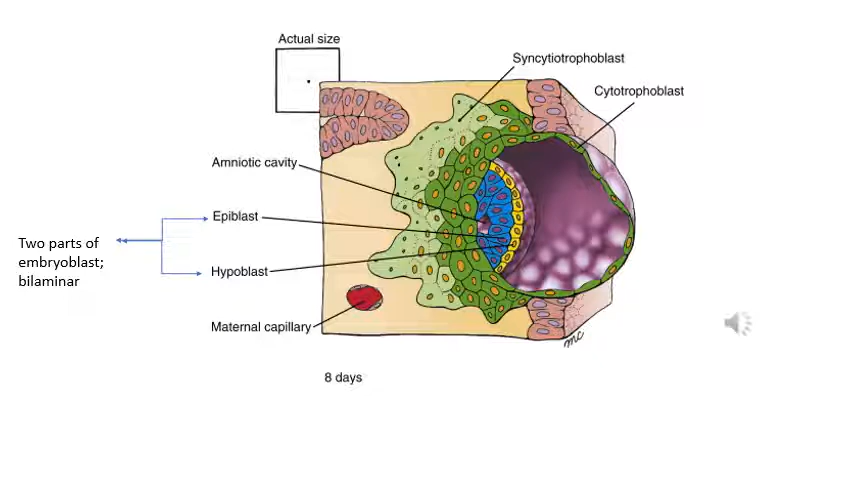 Actual size
Syncytiotrophoblast
Cytotrophoblast
Amniotic cavity
Epiblast
Two parts of
embryoblast;
bilaminar
Hypoblast
Maternal capillary
mc
8 days